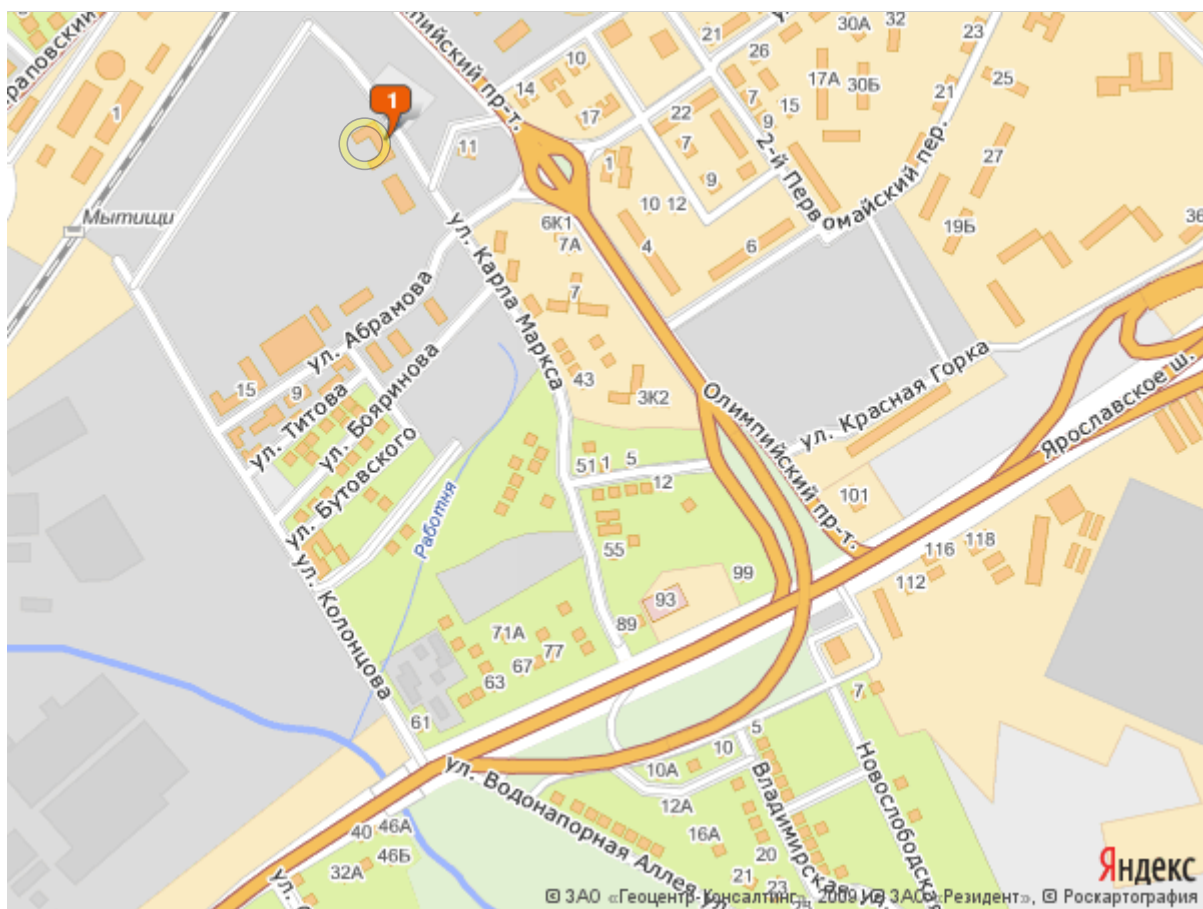 раповский
пийский пр-т.
21
30А
32
23
26
10
14
17А
30Б
25
21
1
1
7
15
22
9
17
11
7
2-й Первомайский пер.
27
1
9
Мытищи
10
12
19Б
36
6К1
7А
4
6
ул. Карла Маркса
7
ул. Абрамова
15
9
ул. Титова
ул. Бояринова
43
3К2
Олимпийский пр-т.
ул. Красная Горка
Ярославское ш.
ул. Бутовского
51
1
5
12
101
Работня
55
99
116
118
112
93
89
ул. Колонцова
71А
77
67
63
61
7
5
10
10А
12А
ул. Водонапорная Аллея
Владимирская ул.
Новослободская
40
46А
46Б
32А
16А
20
21
23
Яндекс
© ЗАО «Геоцентр-Консалтинг», 2009 ИФ ЗАО «Резидент», © Роскартография